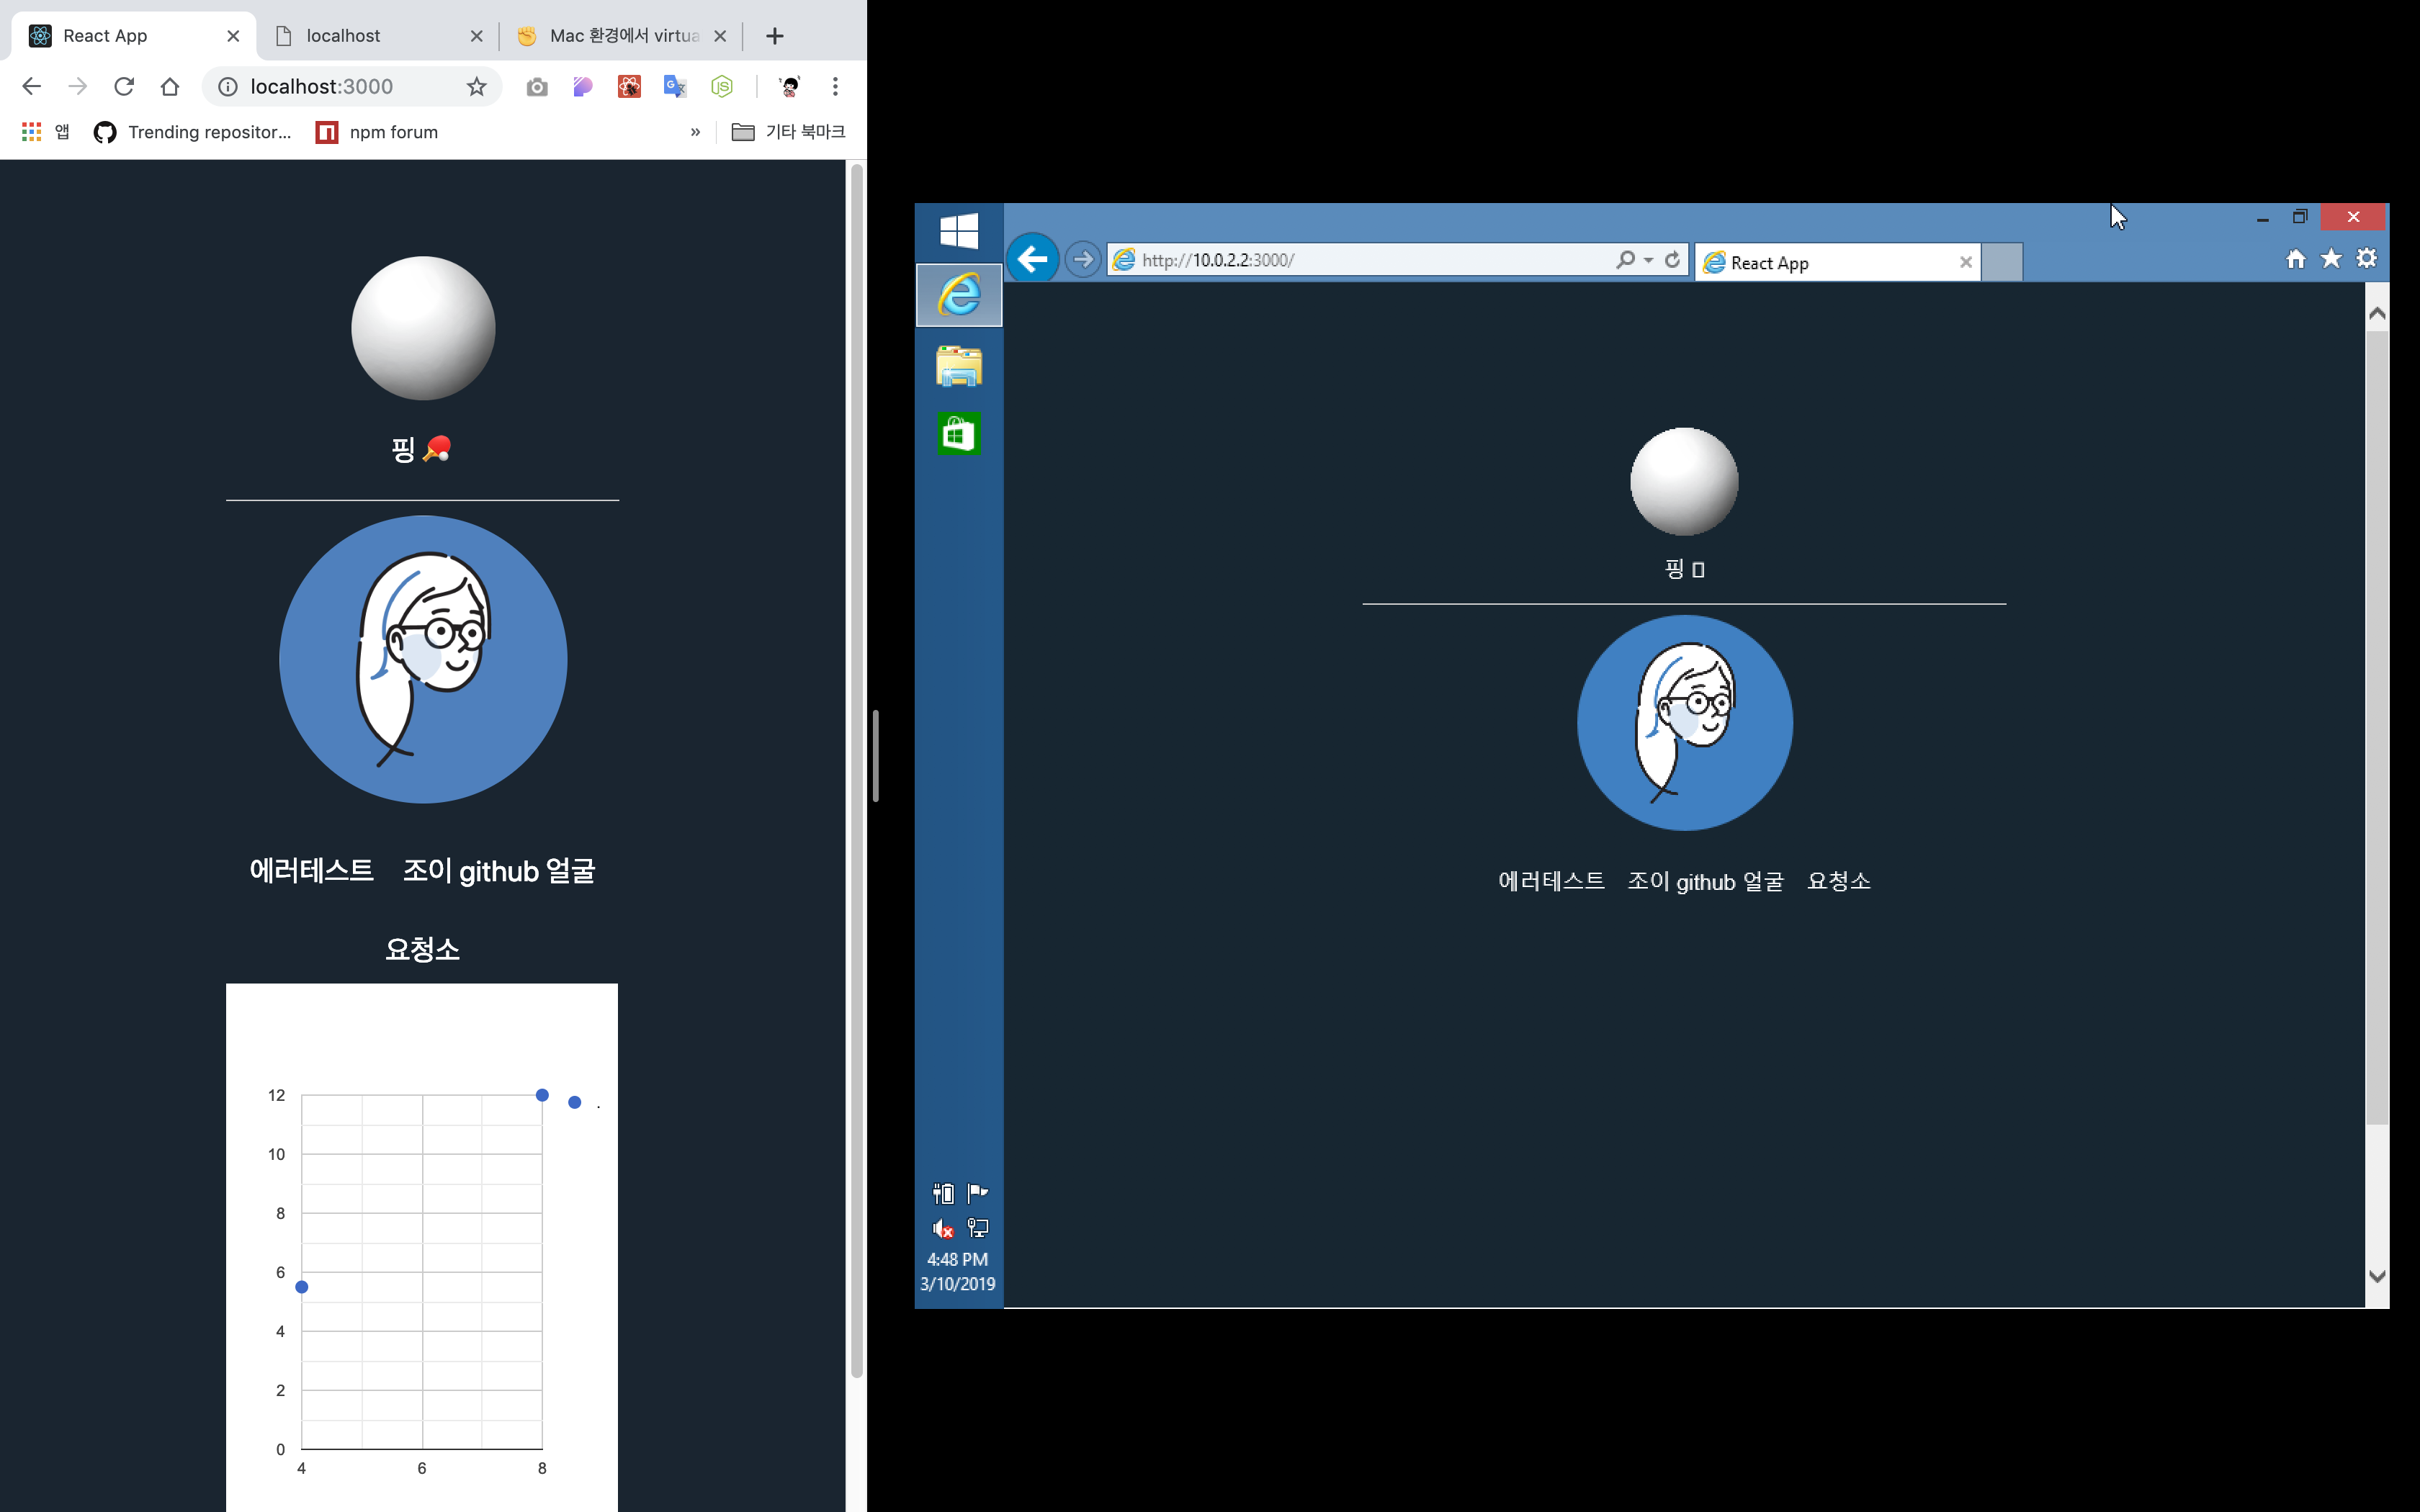 React App
localhost
Mac 환경에서 virtua
localhost:3000
앱
Trending repositor...
npm forum
»
기타 북마크
핑 🏓
에러테스트 조이 github 얼굴
요청소
12
10
8
6
4
2
0
4 6 8
.
http://10.0.2.2:3000/
React App
핑 
에러테스트 조이 github 얼굴 요청소
4:48 PM
3/10/2019